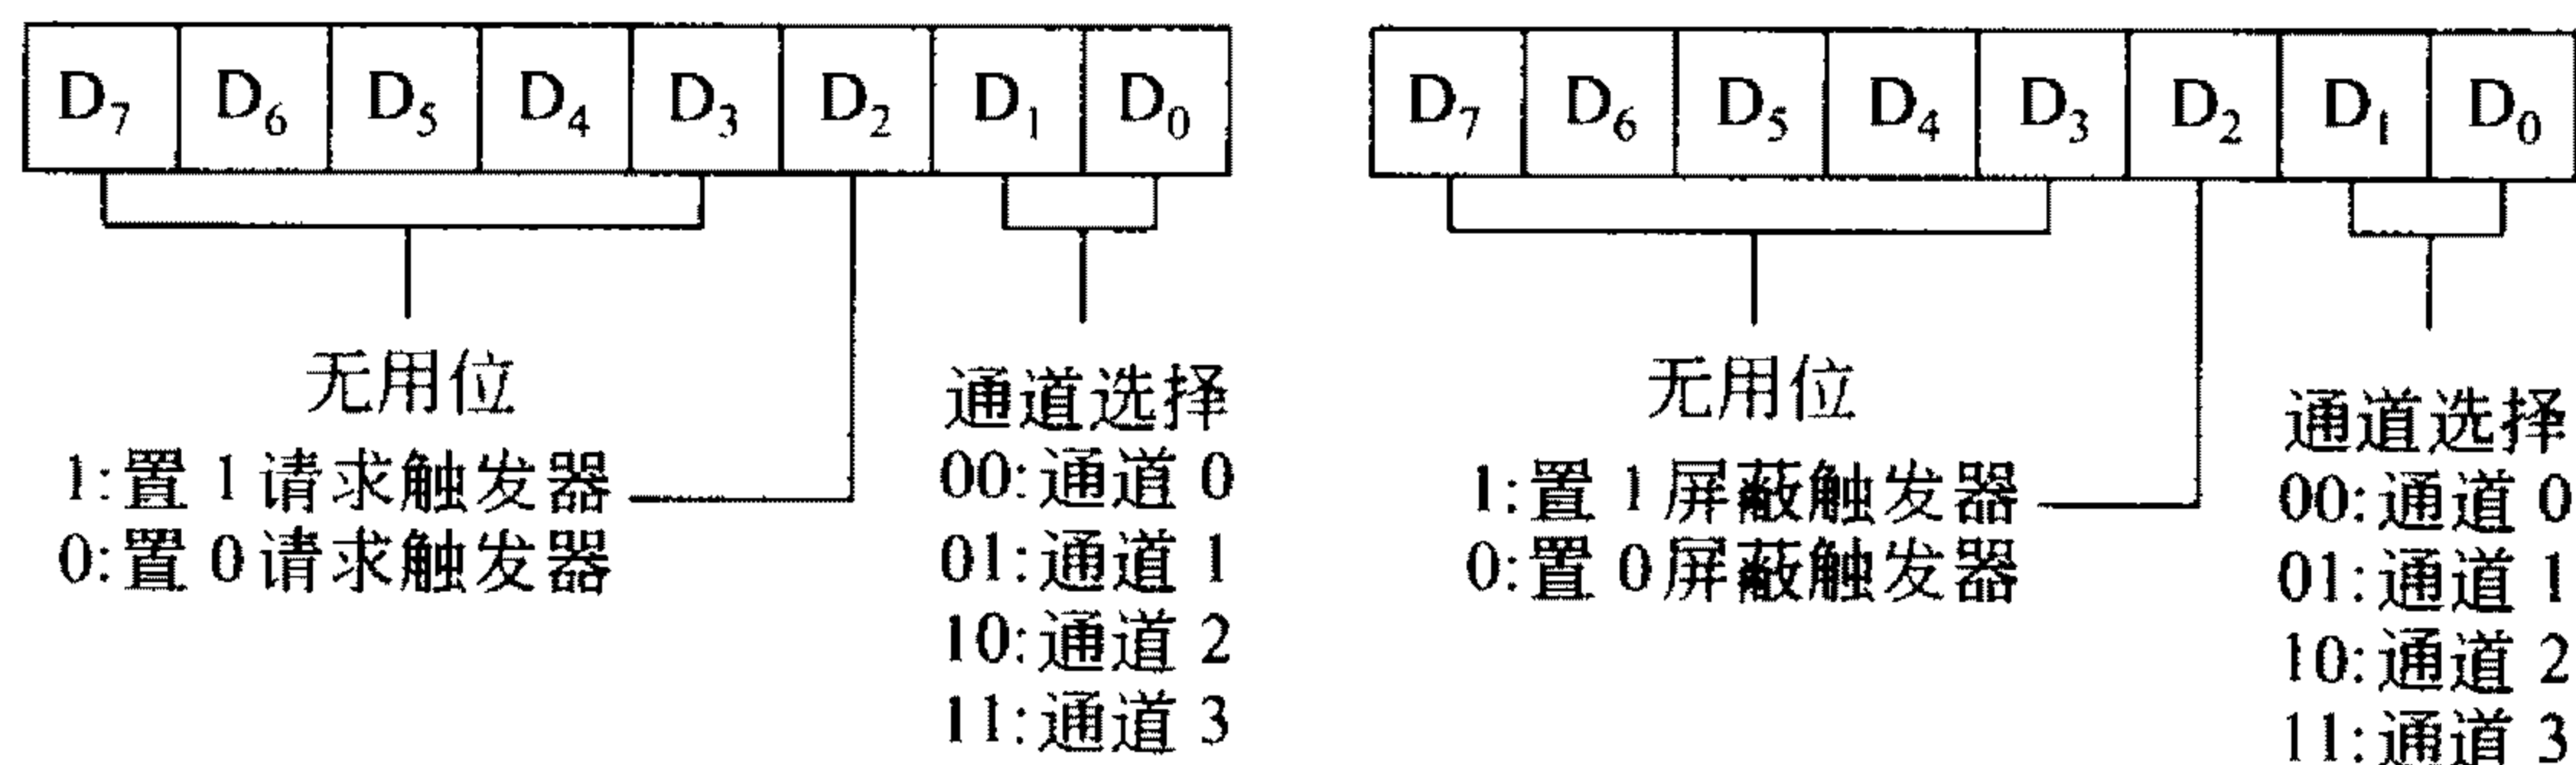 D₇ D₆ D₅ D₄ D₃ D₂ D₁ D₀
无用位
1:置 1 请求触发器
0:置 0 请求触发器
通道选择
00:通道 0
01:通道 1
10:通道 2
11:通道 3
D₇ D₆ D₅ D₄ D₃ D₂ D₁ D₀
无用位
1:置 1 屏蔽触发器
0:置 0 屏蔽触发器
通道选择
00:通道 0
01:通道 1
10:通道 2
11:通道 3